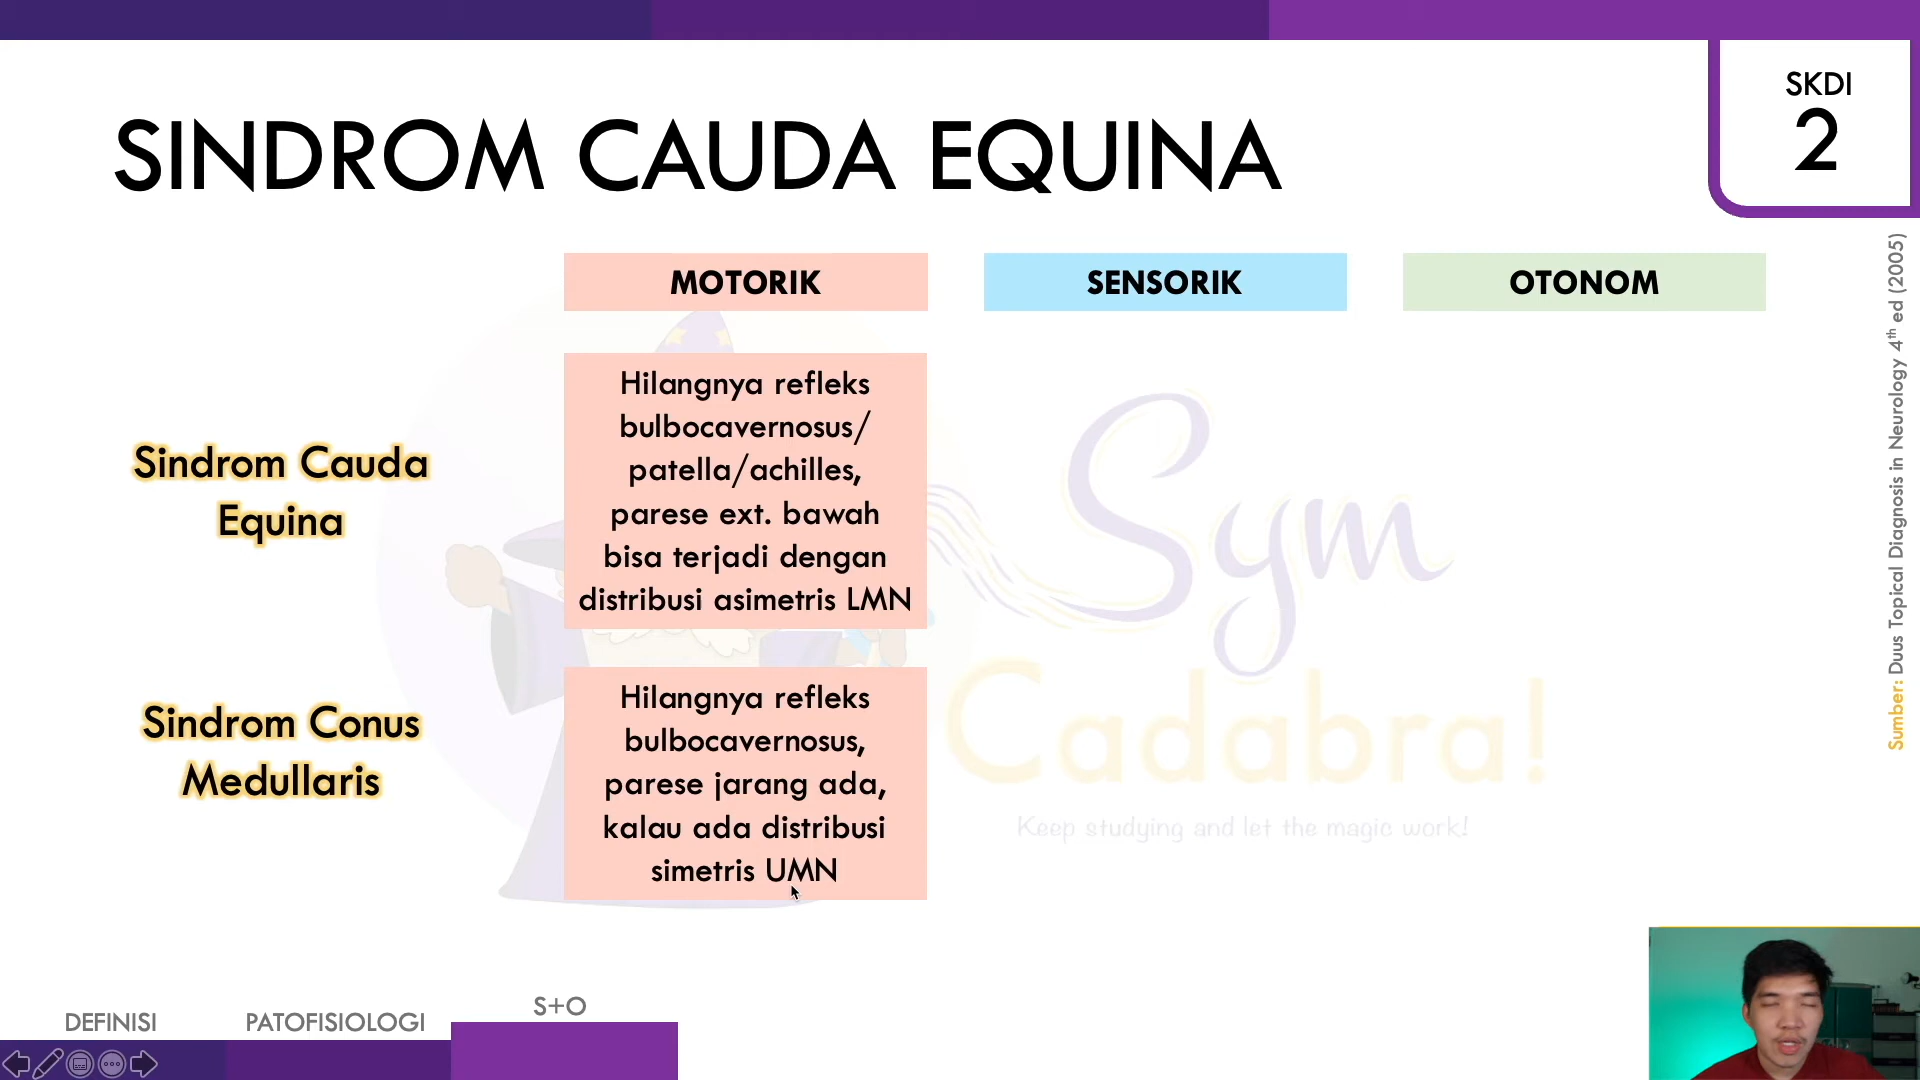 SKDI
2
SINDROM CAUDA EQUINA
MOTORIK
SENSORIK
OTONOM
Sindrom Cauda
Equina
Hilangnya refleks
bulbocavernosus/
patella/achilles,
parese ext. bawah
bisa terjadi dengan
distribusi asimetris LMN
Sindrom Conus
Medullaris
Hilangnya refleks
bulbocavernosus,
parese jarang ada,
kalau ada distribusi
simetris UMN
Sym
Cadabra!
Keep studying and let the magic work!
Sumber: Duus Topical Diagnosis in Neurology 4th ed (2005)
DEFINISI
PATOFISIOLOGI
S+O